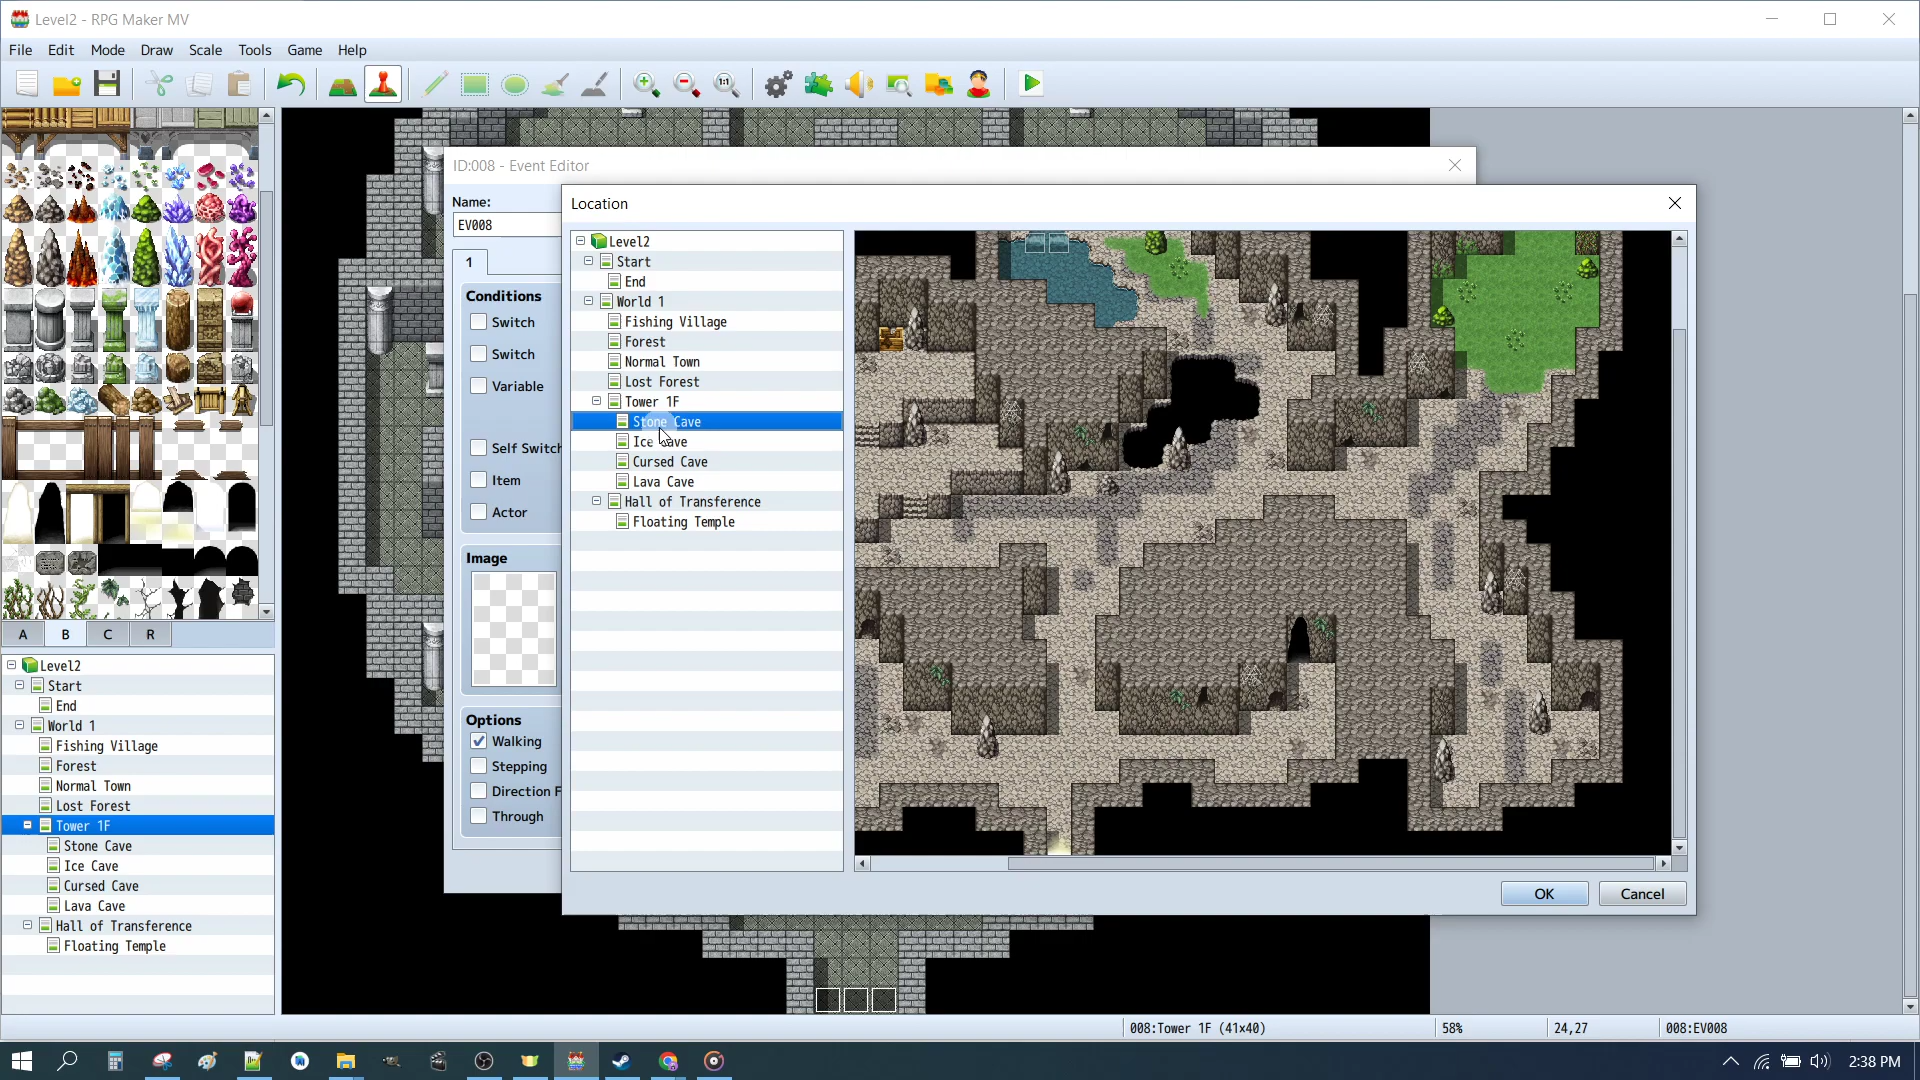 Level2 - RPG Maker MV
File Edit Mode Draw Scale Tools Game Help
1:1
ID:008 - Event Editor
Name:
EV008
1
Conditions
Switch
Switch
Variable
Self Switch
Item
Actor
Image
Options
Walking
Stepping
Direction F
Through
Location
Level2
Start
End
World 1
Fishing Village
Forest
Normal Town
Lost Forest
Tower 1F
Stone Cave
Ice Cave
Cursed Cave
Lava Cave
Hall of Transference
Floating Temple
OK Cancel
A B C R
Level2
Start
End
World 1
Fishing Village
Forest
Normal Town
Lost Forest
Tower 1F
Stone Cave
Ice Cave
Cursed Cave
Lava Cave
Hall of Transference
Floating Temple
008:Tower 1F (41×40) 58% 24,27 008:EV008
2:38 PM